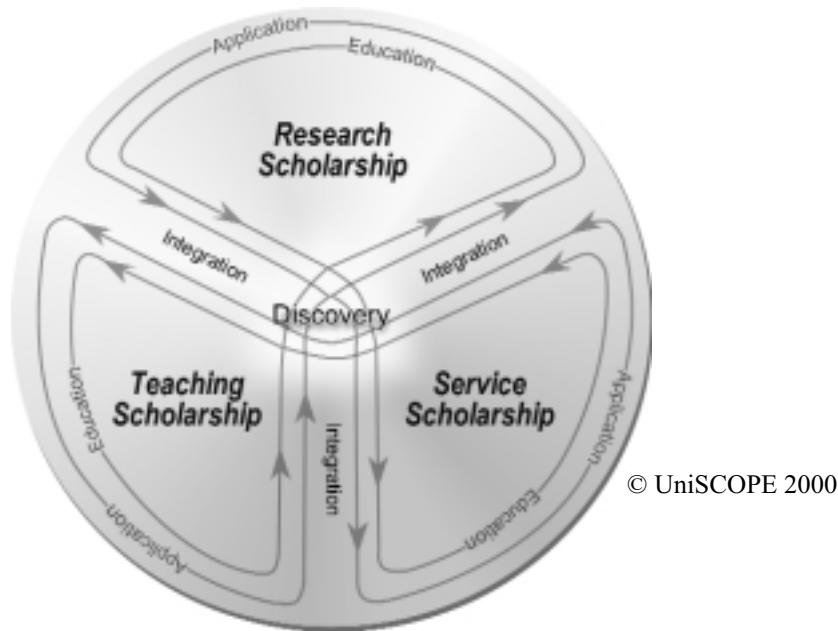 Application
Education
Research
Scholarship
Integration
Integration
Discovery
Teaching
Scholarship
Service
Scholarship
Education
Application
Integration
Education
Application
© UniSCOPE 2000